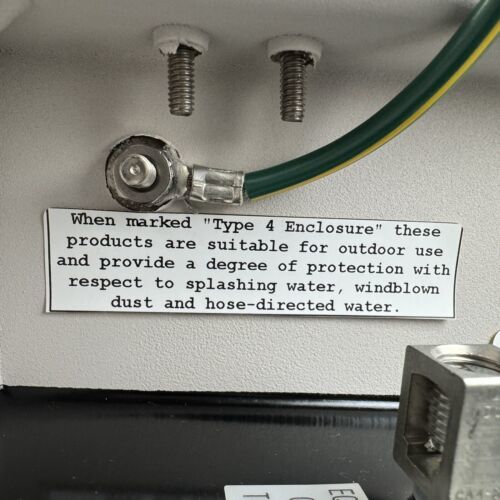 When marked "Type 4 Enclosure" these
products are suitable for outdoor use
and provide a degree of protection with
respect to splashing water, windblown
dust and hose-directed water.